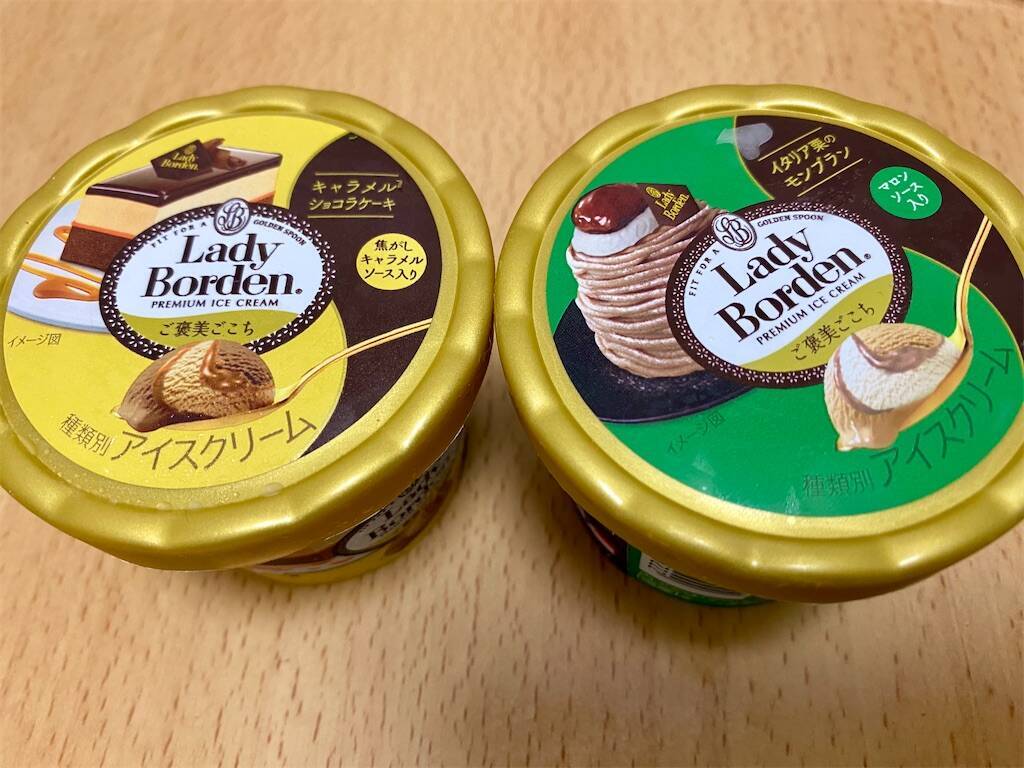 Lady
Borden.
キャラメル
ショコラケーキ
焦がし
キャラメル
ソース入り
FIT FOR A GOLDEN SPOON
Lady
Borden.
PREMIUM ICE CREAM
ご褒美ごこち
イメージ図
種類別 アイスクリーム
イタリア栗の
モンブラン
マロン
ソース
入り
Lady
Borden.
FIT FOR A GOLDEN SPOON
Lady
Borden.®
PREMIUM ICE CREAM
ご褒美ごこち
イメージ図
種類別 アイスクリーム